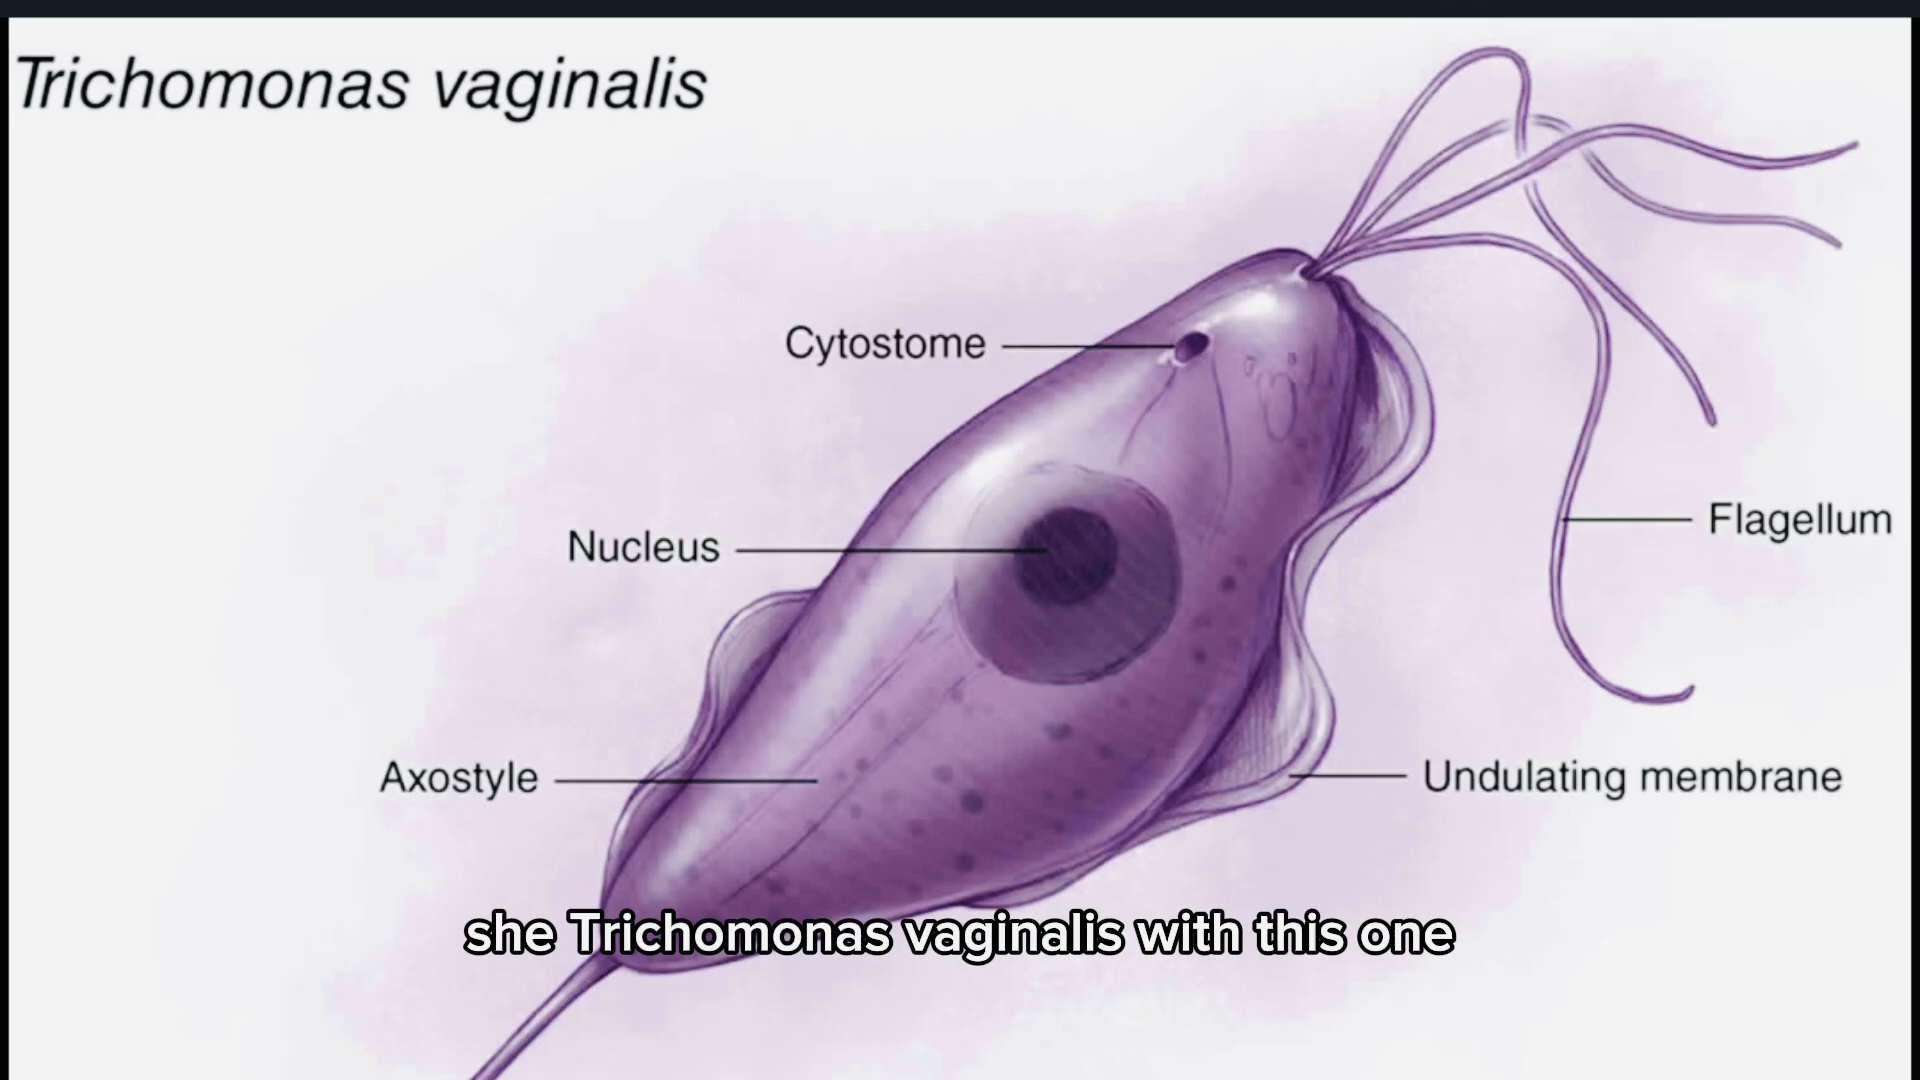 Trichomonas vaginalis
Cytostome
Flagellum
Nucleus
Axostyle
Undulating membrane
she Trichomonas vaginalis with this one